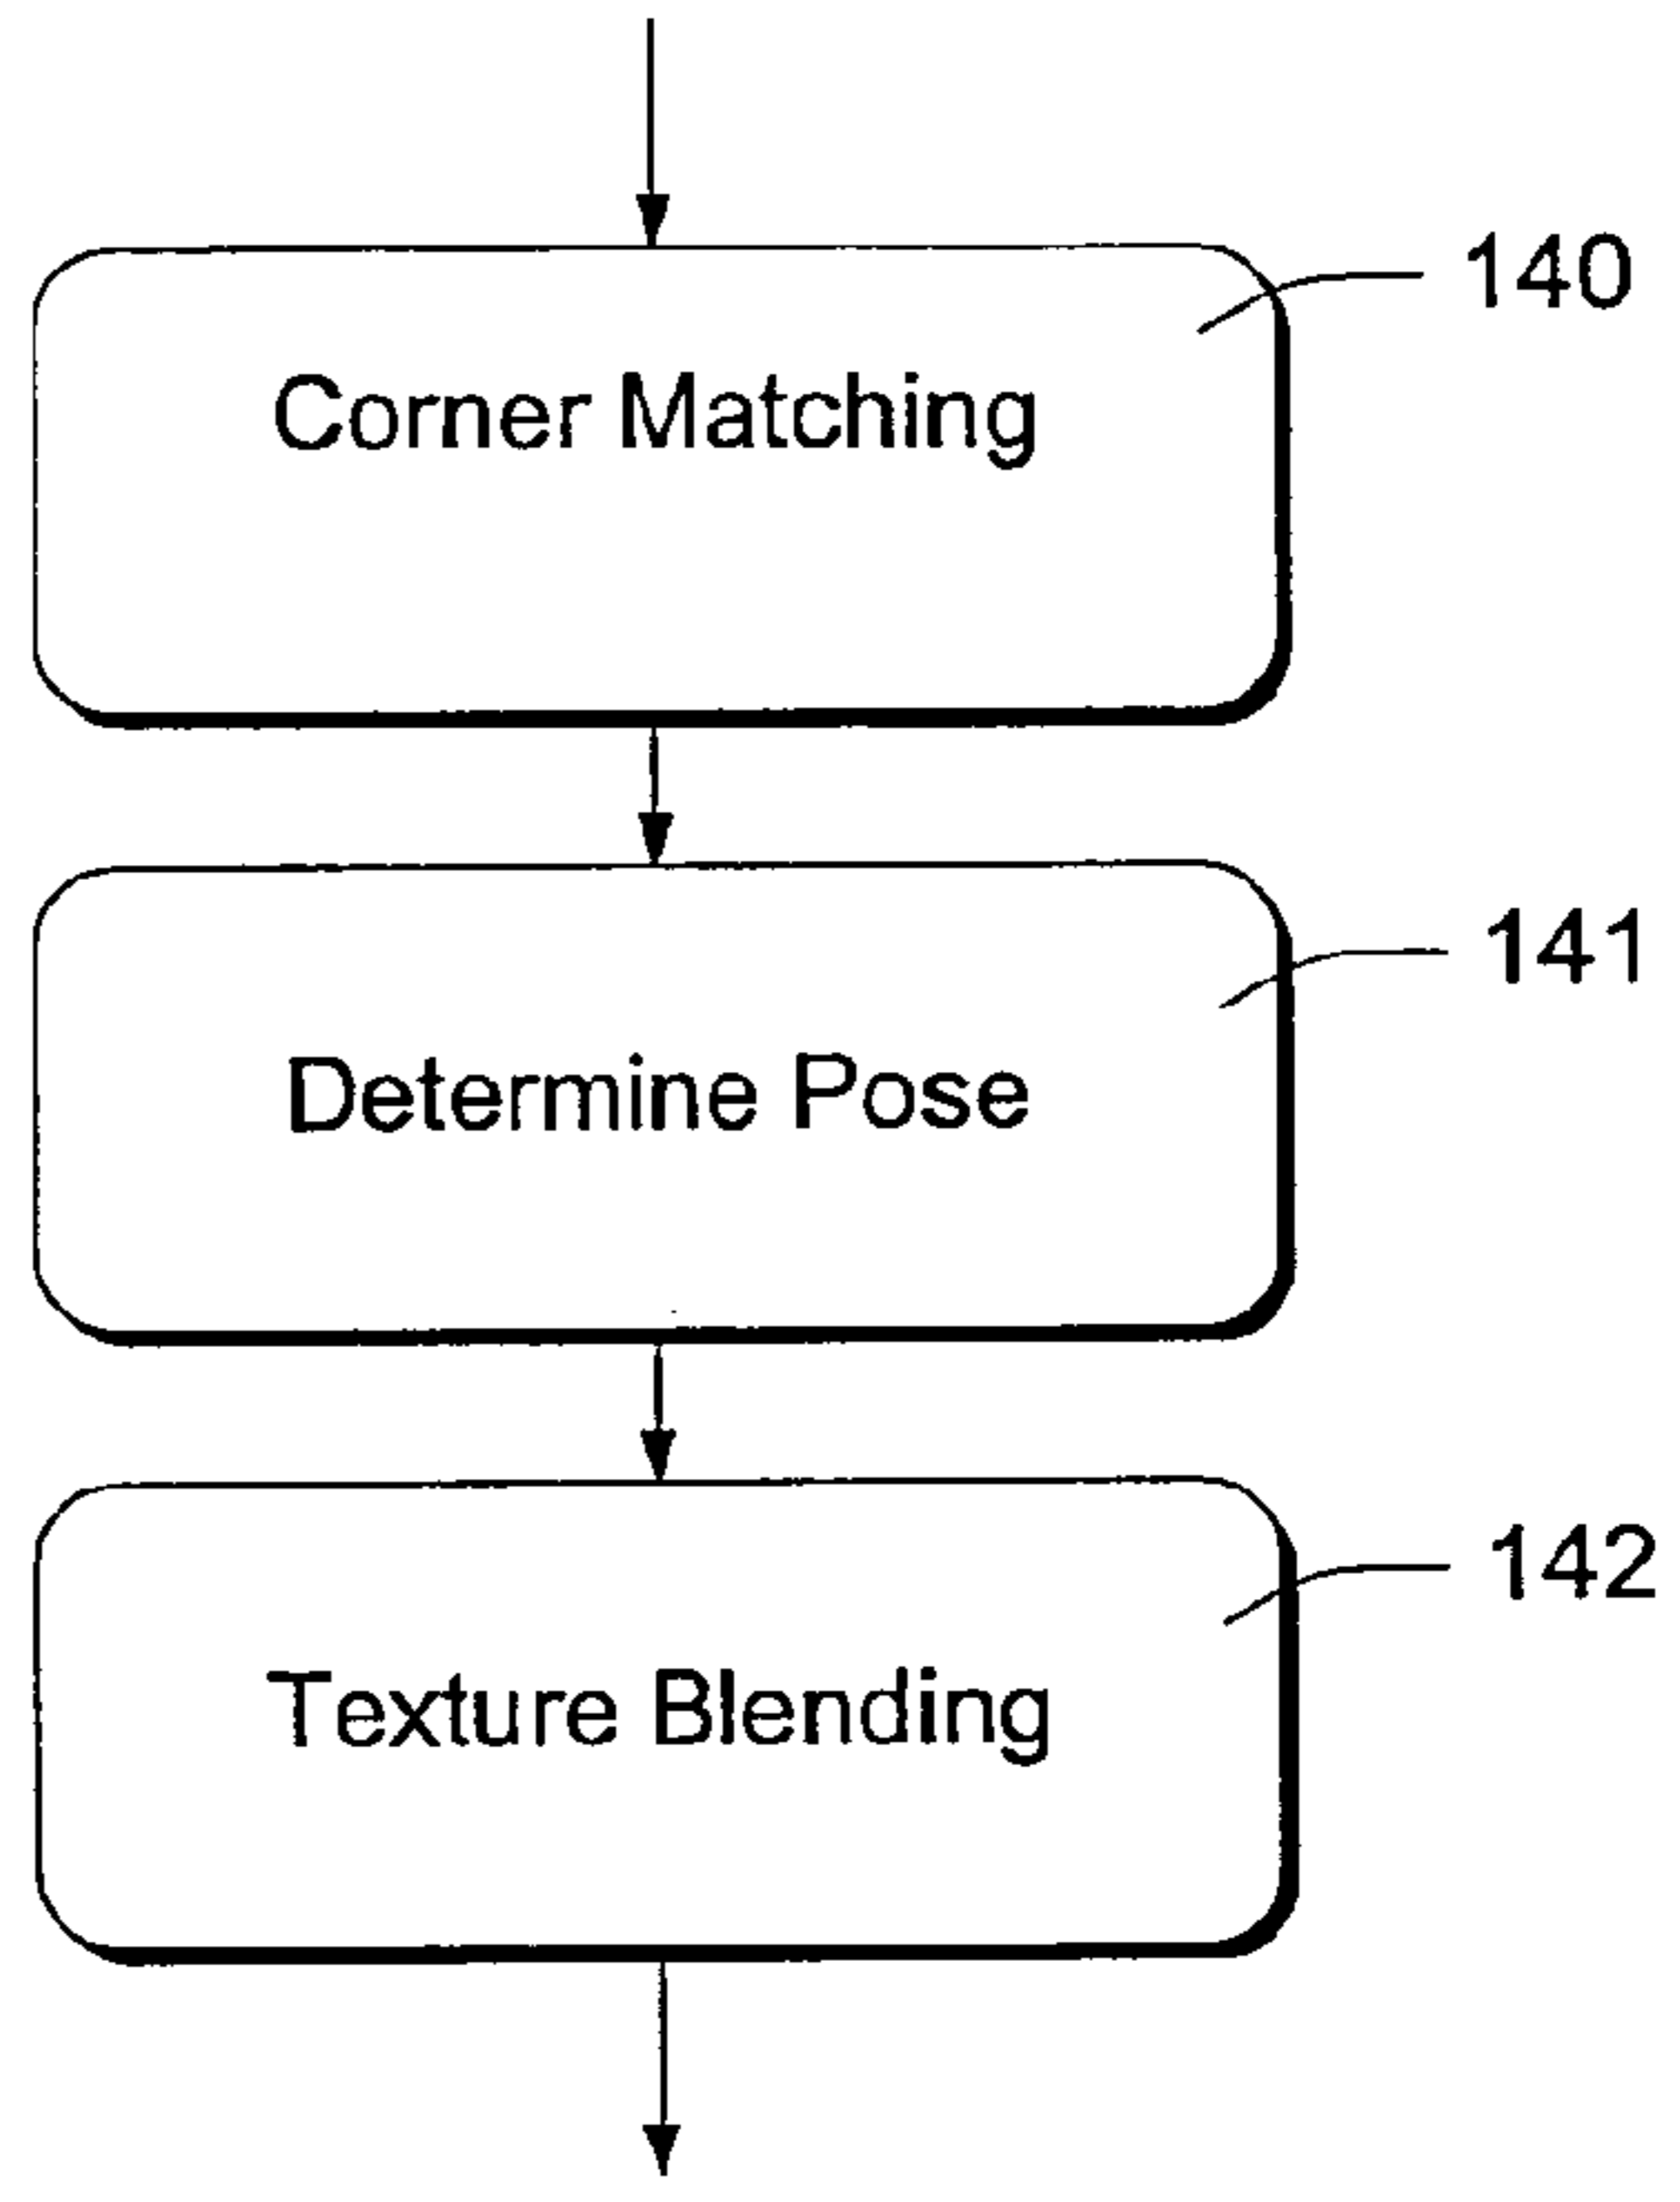 140
Corner Matching
141
Determine Pose
142
Texture Blending